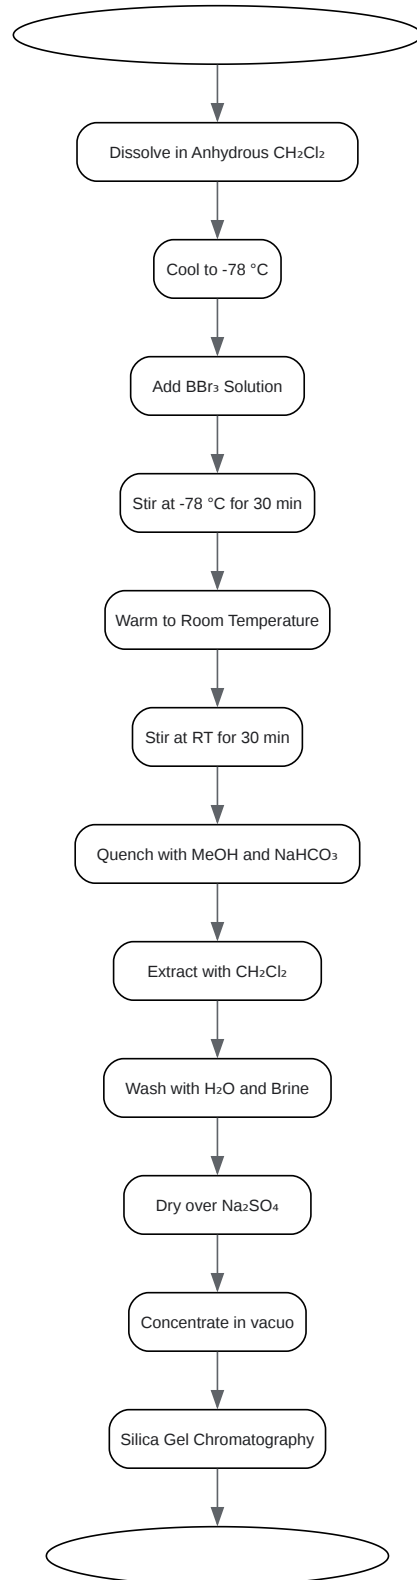 Dissolve in Anhydrous CH₂Cl₂
Cool to -78 °C
Add BBr₃ Solution
Stir at -78 °C for 30 min
Warm to Room Temperature
Stir at RT for 30 min
Quench with MeOH and NaHCO₃
Extract with CH₂Cl₂
Wash with H₂O and Brine
Dry over Na₂SO₄
Concentrate in vacuo
Silica Gel Chromatography